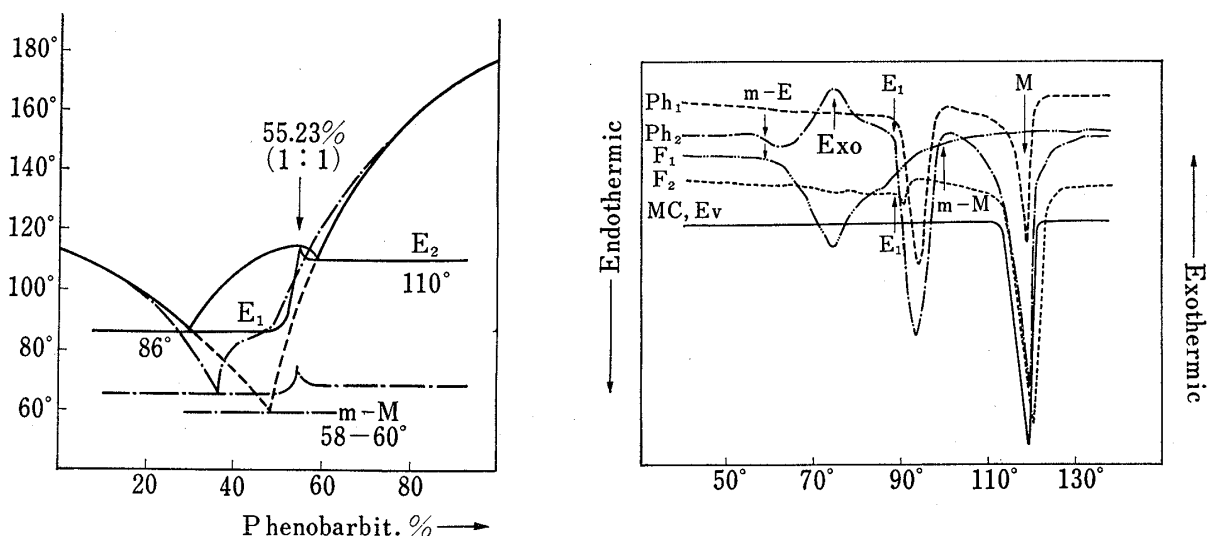 180°
160°
140°
120°
100°
80°
60°
55.23%
(1 : 1)
E₂
110°
E₁
86°
m-M
58-60°
20
40
60
80
Phenobarbit. %
Endothermic
Ph₁
Ph₂
F₁
F₂
MC, Ev
m-E
E₁
M
Exo
m-M
E₁
50°
70°
90°
110°
130°
Exothermic